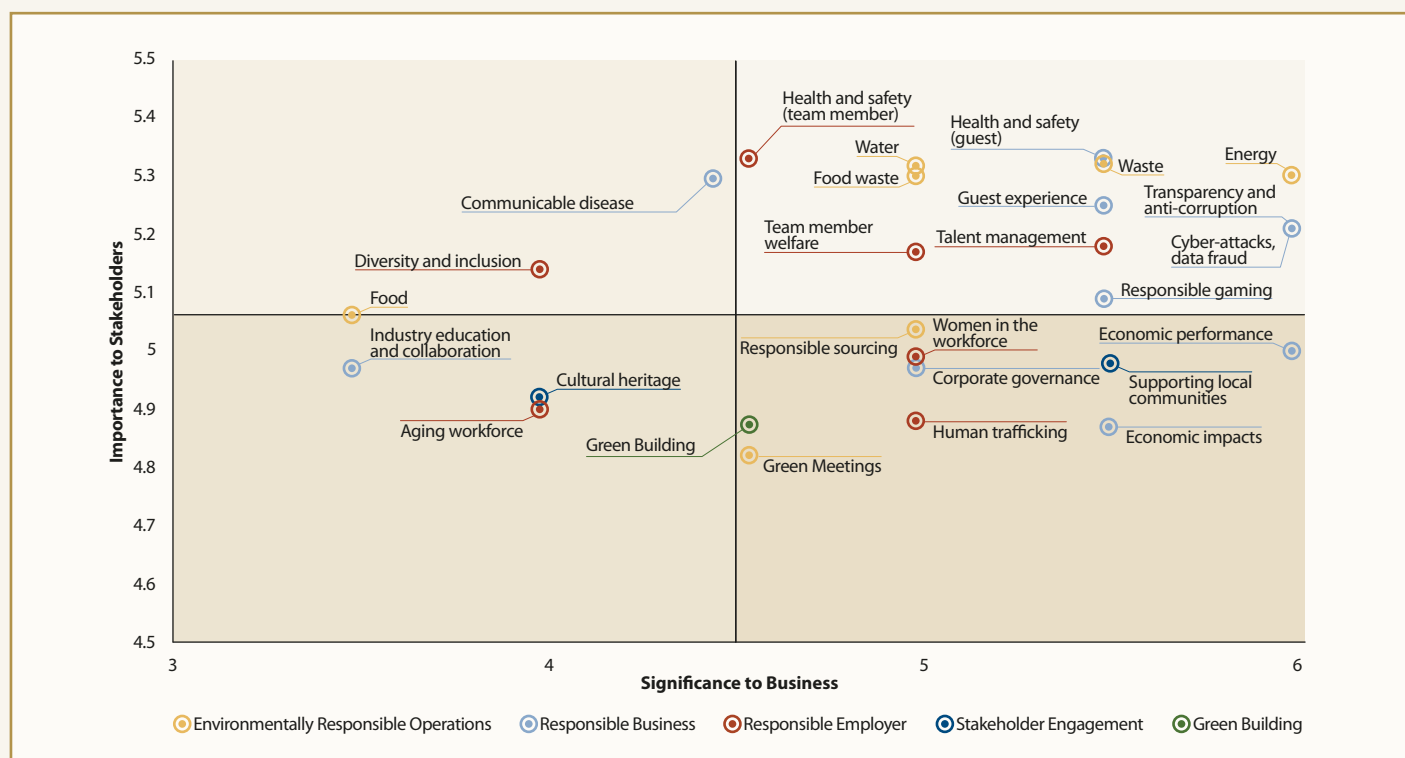 5.5
5.4
5.3
5.2
5.1
5
4.9
4.8
4.7
4.6
4.5
Importance to Stakeholders
Health and safety
(team member)
Health and safety
(guest)
Water
Food waste
Waste
Energy
Communicable disease
Guest experience
Transparency and
anti-corruption
Team member
welfare
Talent management
Cyber-attacks,
data fraud
Diversity and inclusion
Food
Responsible gaming
Industry education
and collaboration
Responsible sourcing
Women in the
workforce
Economic performance
Corporate governance
Supporting local
communities
Cultural heritage
Aging workforce
Green Building
Green Meetings
Human trafficking
Economic impacts
3
4
5
6
Significance to Business
Environmentally Responsible Operations
Responsible Business
Responsible Employer
Stakeholder Engagement
Green Building